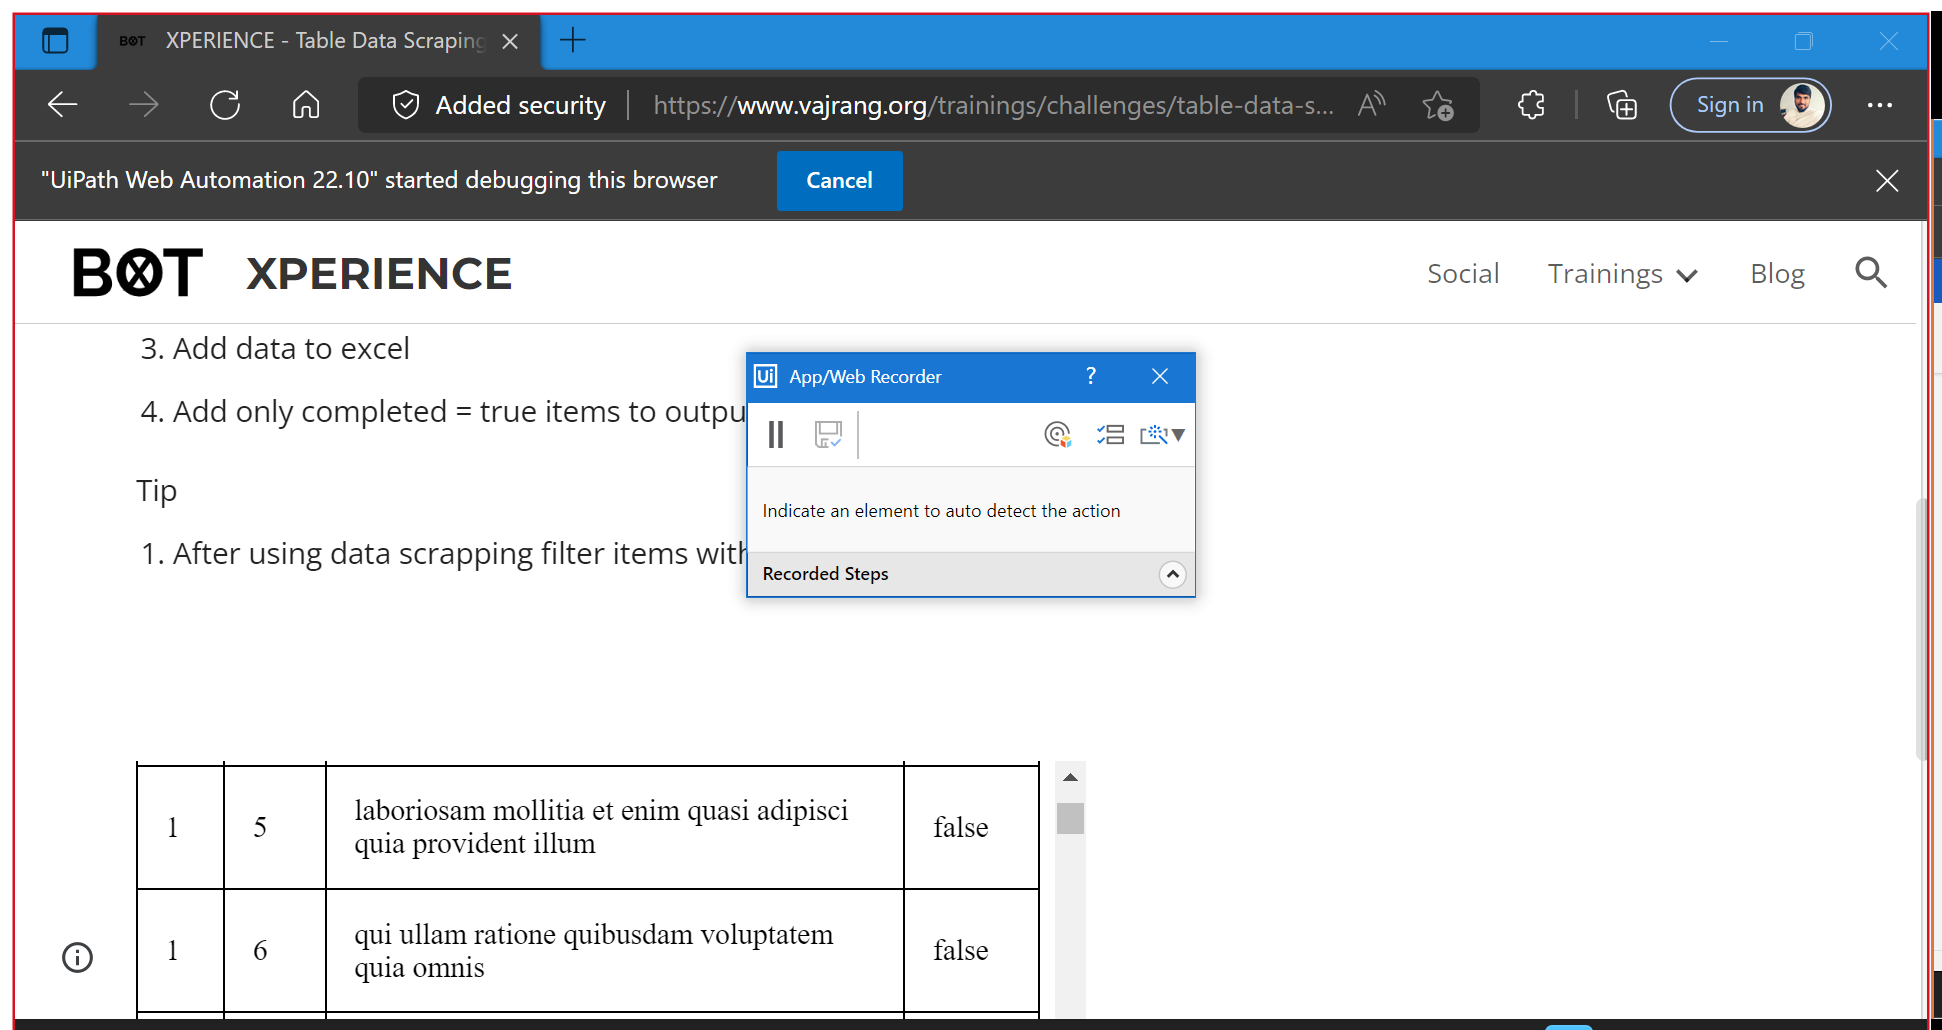 BOT XPERIENCE - Table Data Scraping
Added security https://www.vajrang.org/trainings/challenges/table-data-s... Sign in
"UiPath Web Automation 22.10" started debugging this browser Cancel
BOT XPERIENCE Social Trainings Blog
3. Add data to excel
4. Add only completed = true items to outpu
Tip
1. After using data scrapping filter items with
Ui App/Web Recorder ?
Indicate an element to auto detect the action
Recorded Steps
1 5 laboriosam mollitia et enim quasi adipisci false
quia provident illum
1 6 qui ullam ratione quibusdam voluptatem false
quia omnis